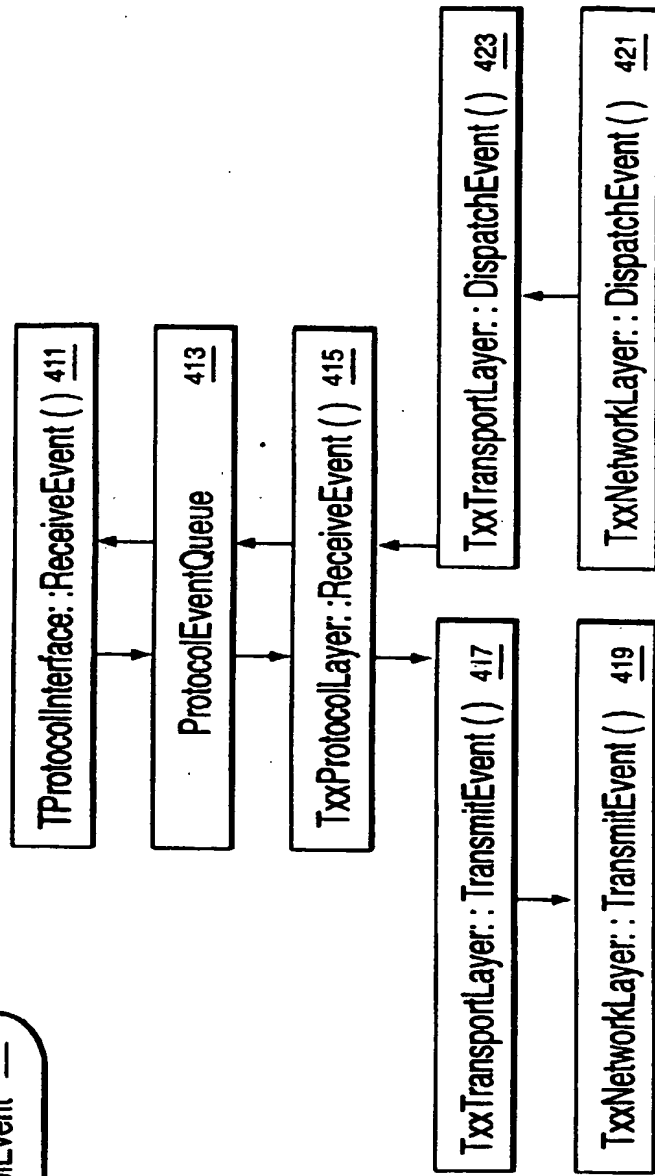 TProtocolInterface::ReceiveEvent() 411
ProtocolEventQueue 413
TxxProtocolLayer::ReceiveEvent() 415
TxxTransportLayer::TransmitEvent() 417
TxxTransportLayer::DispatchEvent() 423
TxxNetworkLayer::TransmitEvent() 419
TxxNetworkLayer::DispatchEvent() 421